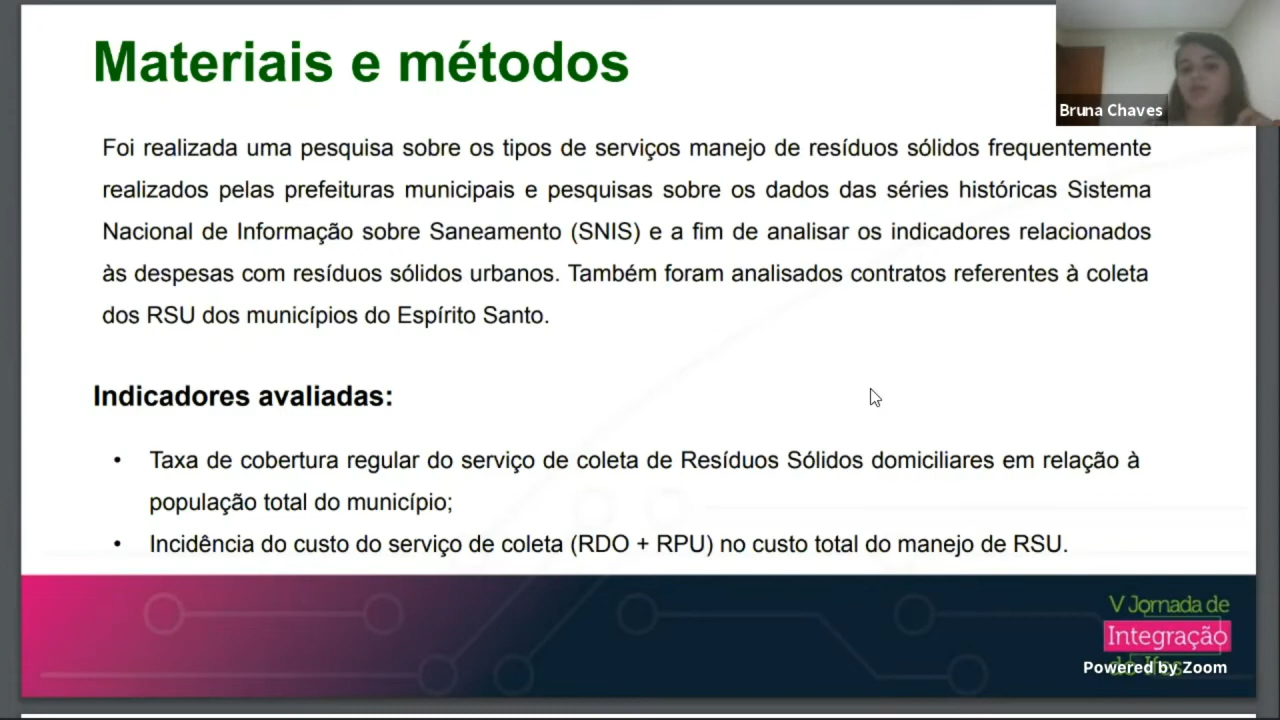 Materiais e métodos
Bruna Chaves
Foi realizada uma pesquisa sobre os tipos de serviços manejo de resíduos sólidos frequentemente
realizados pelas prefeituras municipais e pesquisas sobre os dados das séries históricas Sistema
Nacional de Informação sobre Saneamento (SNIS) e a fim de analisar os indicadores relacionados
às despesas com resíduos sólidos urbanos. Também foram analisados contratos referentes à coleta
dos RSU dos municípios do Espírito Santo.
Indicadores avaliadas:
• Taxa de cobertura regular do serviço de coleta de Resíduos Sólidos domiciliares em relação à
população total do município;
• Incidência do custo do serviço de coleta (RDO + RPU) no custo total do manejo de RSU.
V Jornada de
Integração
do Ifes
Powered by Zoom